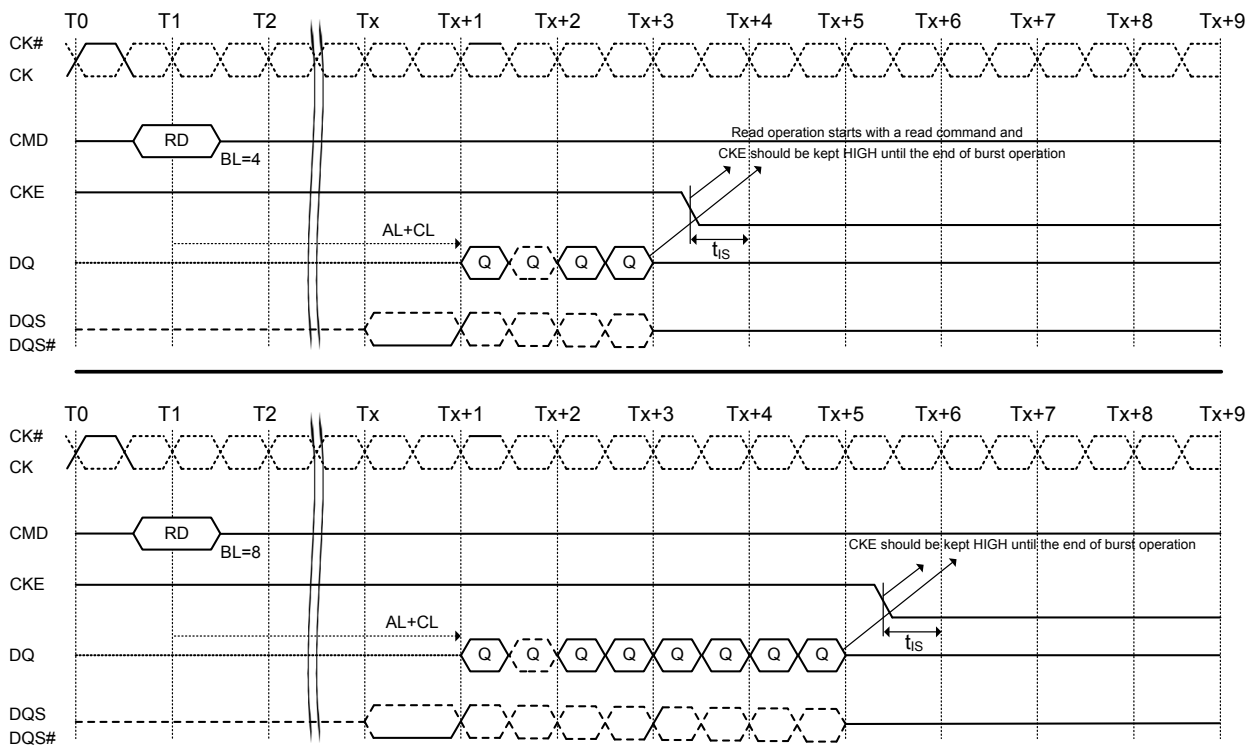 T0 T1 T2 Tx Tx+1 Tx+2 Tx+3 Tx+4 Tx+5 Tx+6 Tx+7 Tx+8 Tx+9
CK#
CK
CMD RD BL=4
Read operation starts with a read command and
CKE should be kept HIGH until the end of burst operation
CKE
AL+CL
tIS
DQ Q Q Q Q
DQS
DQS#
T0 T1 T2 Tx Tx+1 Tx+2 Tx+3 Tx+4 Tx+5 Tx+6 Tx+7 Tx+8 Tx+9
CK#
CK
CMD RD BL=8
CKE should be kept HIGH until the end of burst operation
CKE
AL+CL
tIS
DQ Q Q Q Q Q Q Q Q
DQS
DQS#